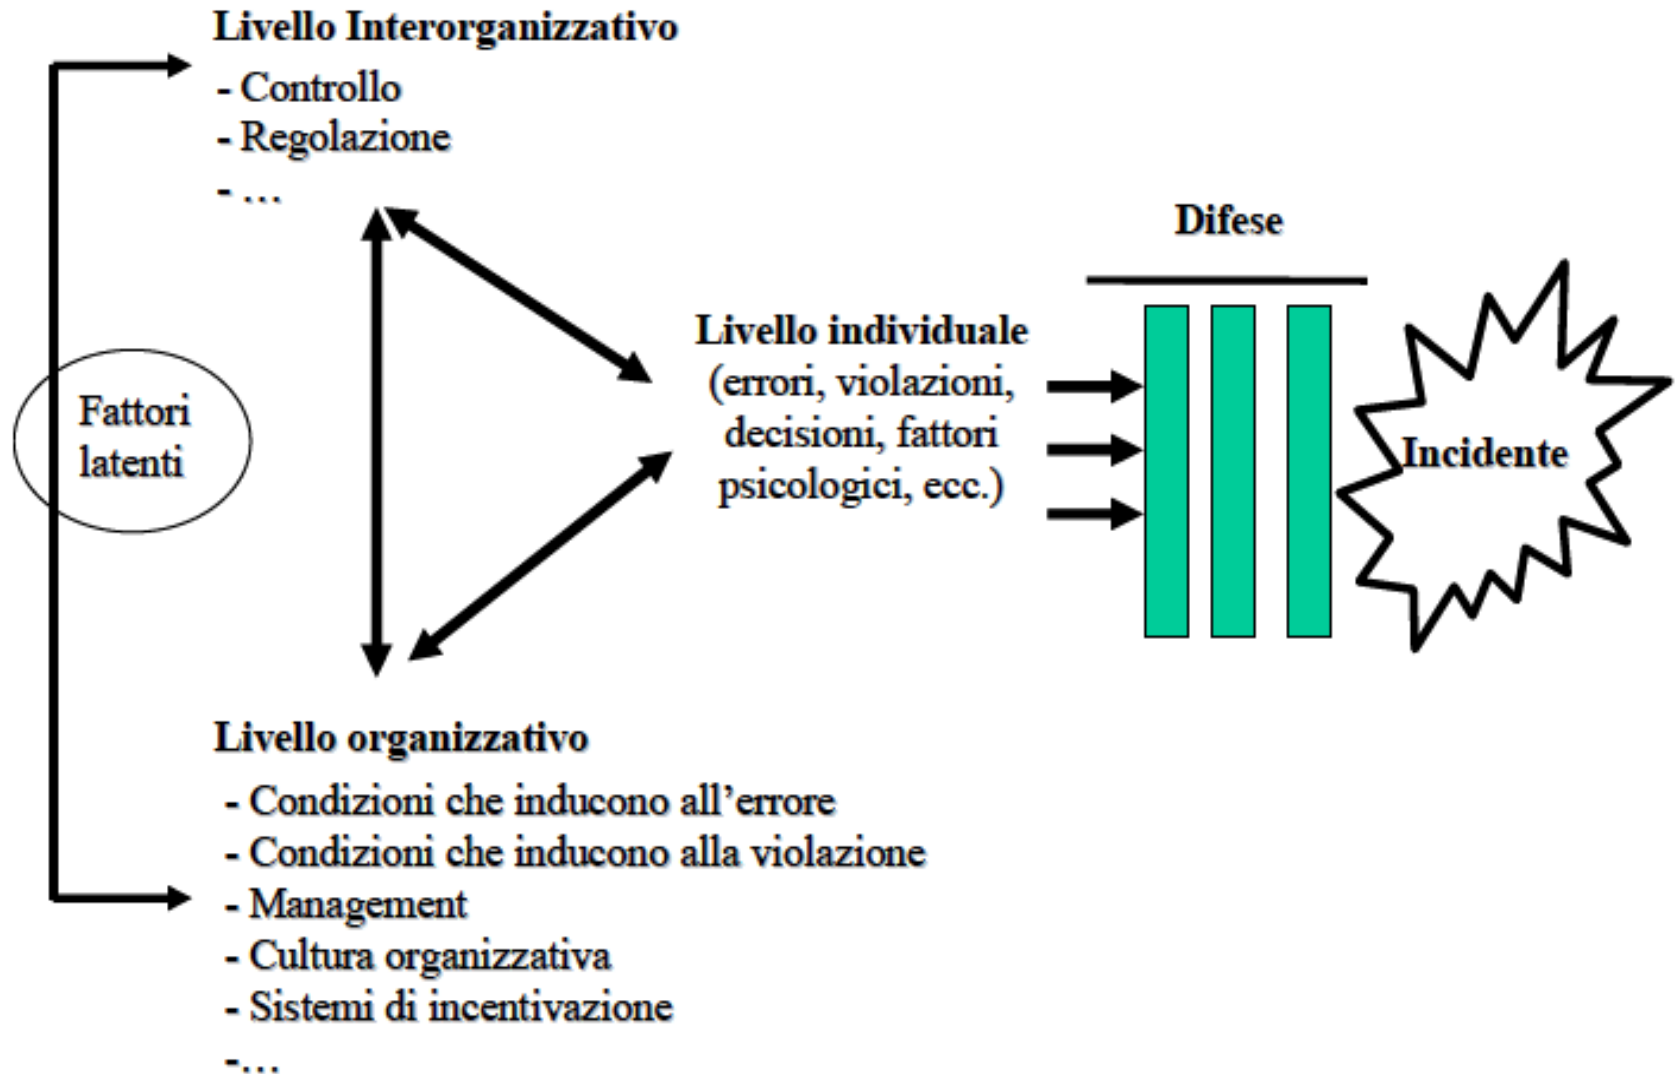 Livello Interorganizzativo
- Controllo
- Regolazione
- …
Difese
Livello individuale
(errori, violazioni,
decisioni, fattori
psicologici, ecc.)
Incidente
Fattori
latenti
Livello organizzativo
- Condizioni che inducono all’errore
- Condizioni che inducono alla violazione
- Management
- Cultura organizzativa
- Sistemi di incentivazione
-…